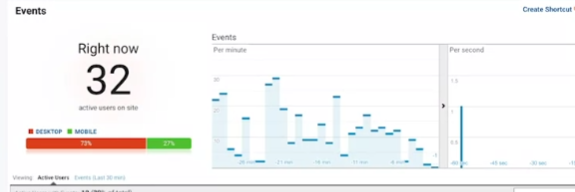 Events
Create Shortcut
Right now
32
active users on site
DESKTOP MOBILE
73%
27%
Events
Per minute
Per second
Viewing: Active Users Events (Last 30 min)